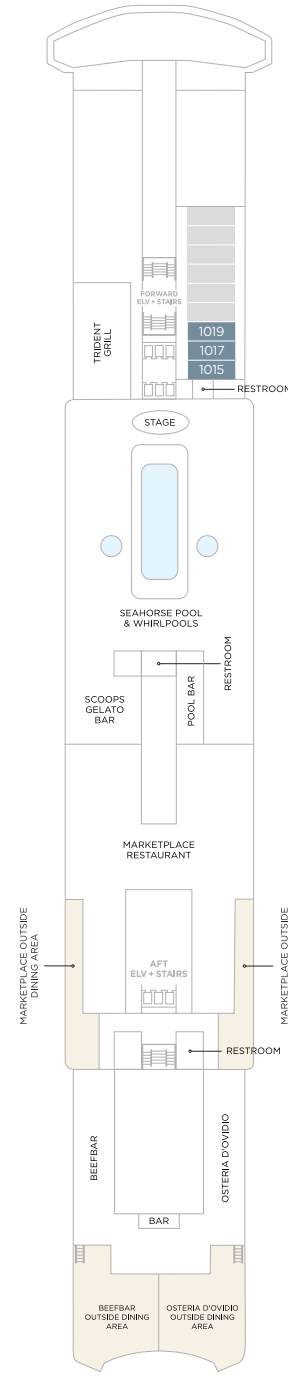 FORWARD
ELV + STAIRS
TRIDENT
GRILL
1019
1017
1015
RESTROOM
STAGE
SEAHORSE POOL
& WHIRLPOOLS
RESTROOM
SCOOPS
GELATO
BAR
POOL BAR
MARKETPLACE
RESTAURANT
MARKETPLACE OUTSIDE
DINING AREA
AFT
ELV + STAIRS
MARKETPLACE OUTSIDE
RESTROOM
BEEFBAR
OSTERIA D'OVIDIO
BAR
BEEFBAR
OUTSIDE DINING
AREA
OSTERIA D'OVIDIO
OUTSIDE DINING
AREA